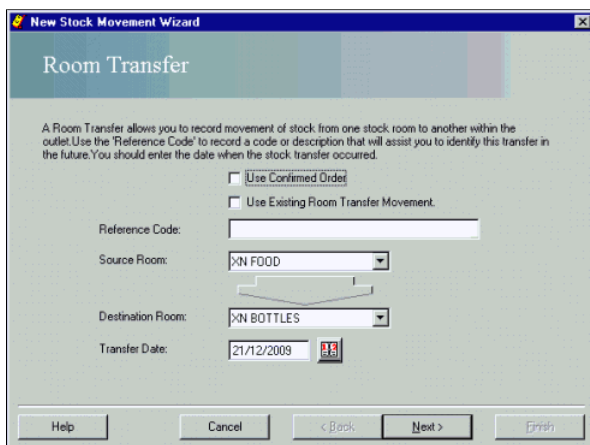 New Stock Movement Wizard
Room Transfer
A Room Transfer allows you to record movement of stock from one stock room to another within the
outlet.Use the 'Reference Code' to record a code or description that will assist you to identify this transfer in
the future.You should enter the date when the stock transfer occurred.
Use Confirmed Order
Use Existing Room Transfer Movement.
Reference Code:
Source Room: XN FOOD
Destination Room: XN BOTTLES
Transfer Date: 21/12/2009
Help Cancel < Back Next > Finish